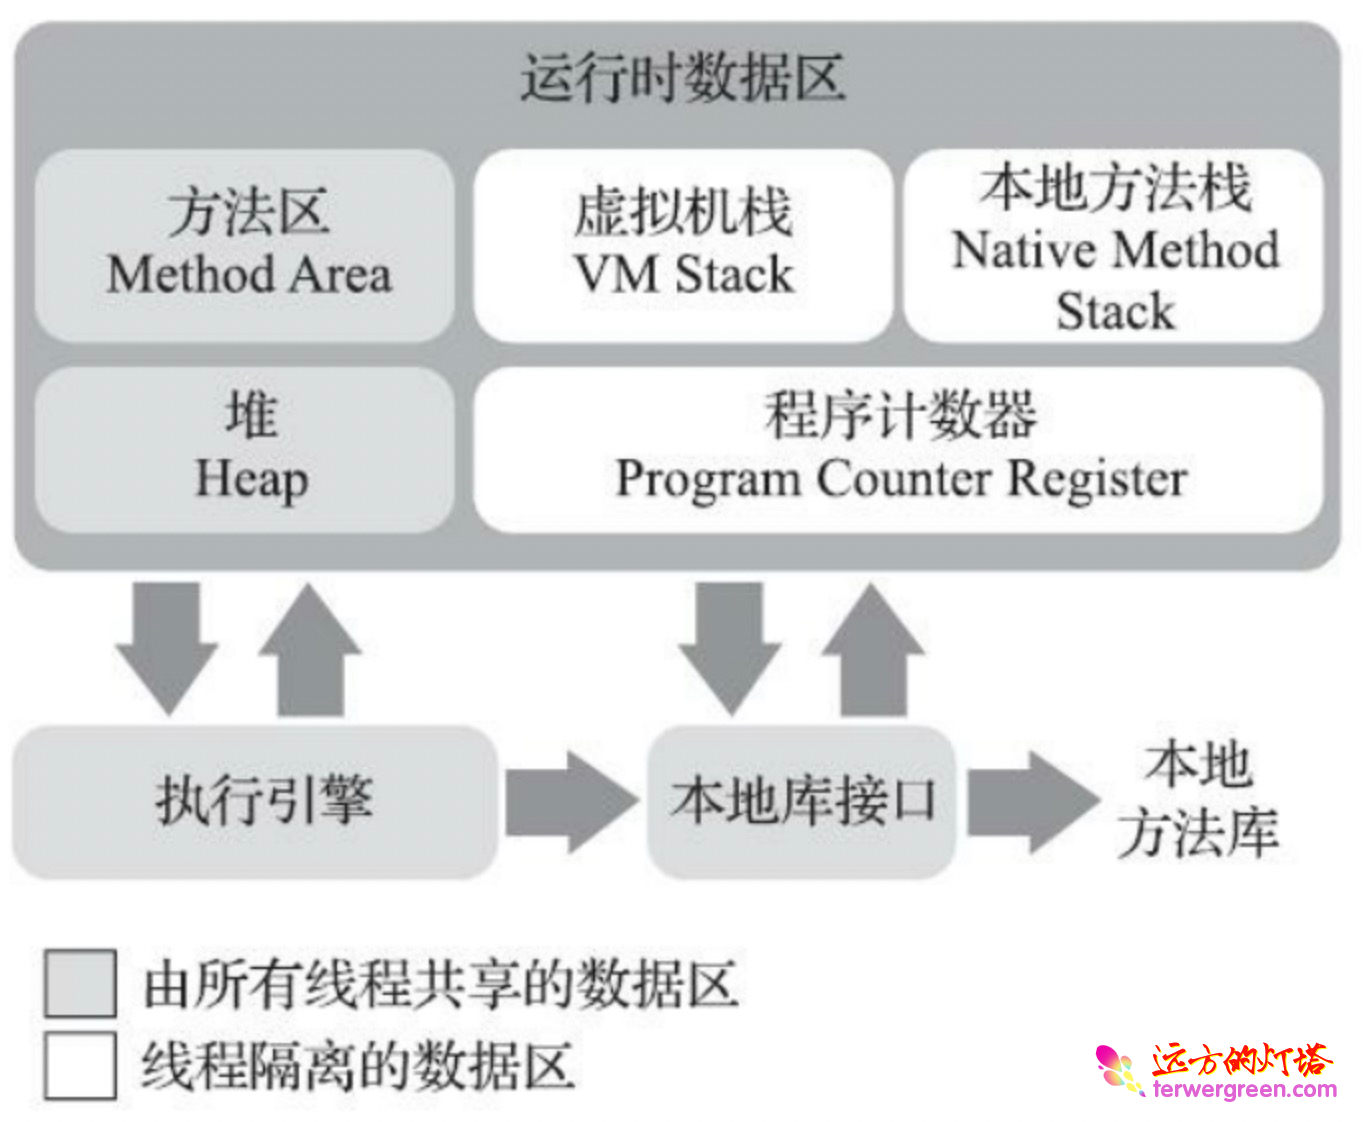 运行时数据区
方法区
Method Area
虚拟机栈
VM Stack
本地方法栈
Native Method
Stack
堆
Heap
程序计数器
Program Counter Register
执行引擎
本地库接口
本地
方法库
由所有线程共享的数据区
线程隔离的数据区
远方的灯塔
terwergreen.com